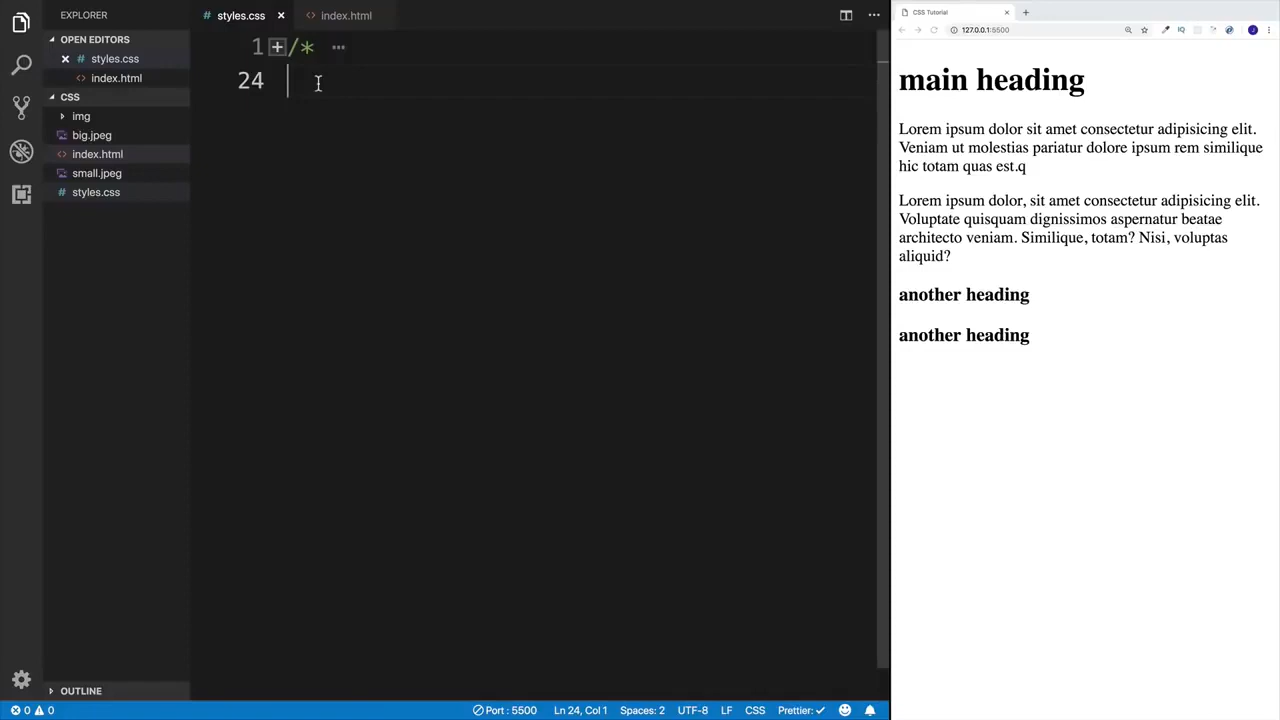 EXPLORER
OPEN EDITORS
styles.css
index.html
CSS
img
big.jpeg
index.html
small.jpeg
styles.css
OUTLINE
styles.css
index.html
1 /* ⋯
24
0 0
Port : 5500
Ln 24, Col 1
Spaces: 2
UTF-8
LF
CSS
Prettier: ✓
CSS Tutorial
127.0.0.1:5500
main heading
Lorem ipsum dolor sit amet consectetur adipisicing elit.
Veniam ut molestias pariatur dolore ipsum rem similique
hic totam quas est.q
Lorem ipsum dolor, sit amet consectetur adipisicing elit.
Voluptate quisquam dignissimos aspernatur beatae
architecto veniam. Similique, totam? Nisi, voluptas
aliquid?
another heading
another heading